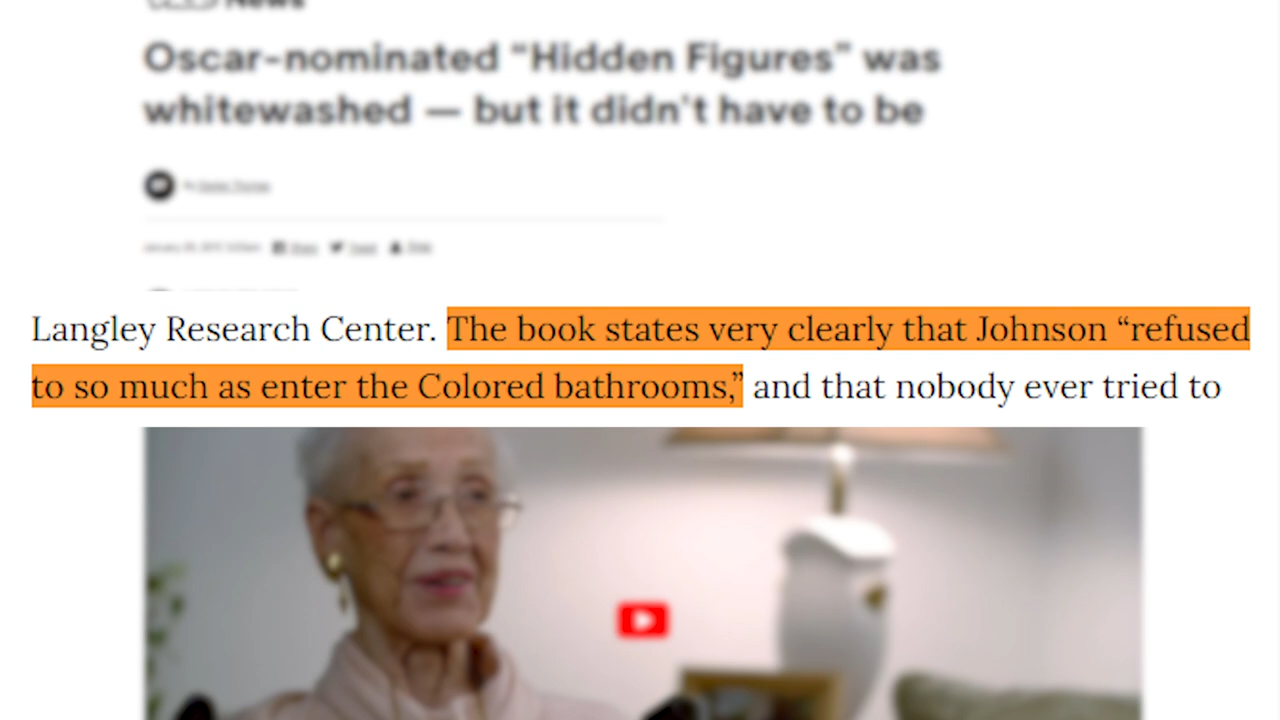 News
Oscar-nominated “Hidden Figures” was
whitewashed — but it didn’t have to be
Langley Research Center. The book states very clearly that Johnson “refused
to so much as enter the Colored bathrooms,” and that nobody ever tried to